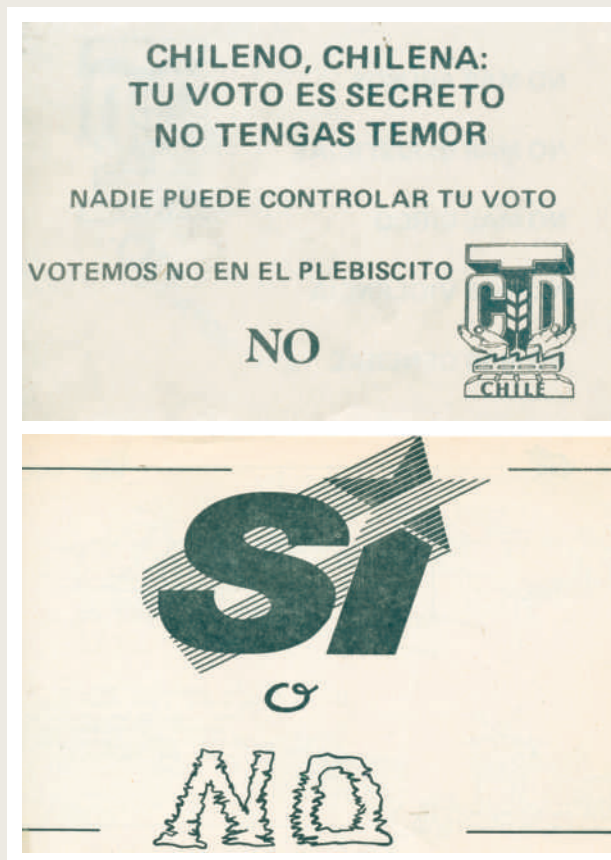 CHILENO, CHILENA:
TU VOTO ES SECRETO
NO TENGAS TEMOR
NADIE PUEDE CONTROLAR TU VOTO
VOTEMOS NO EN EL PLEBISCITO
CTD
CHILE
NO
Sí
o
NO